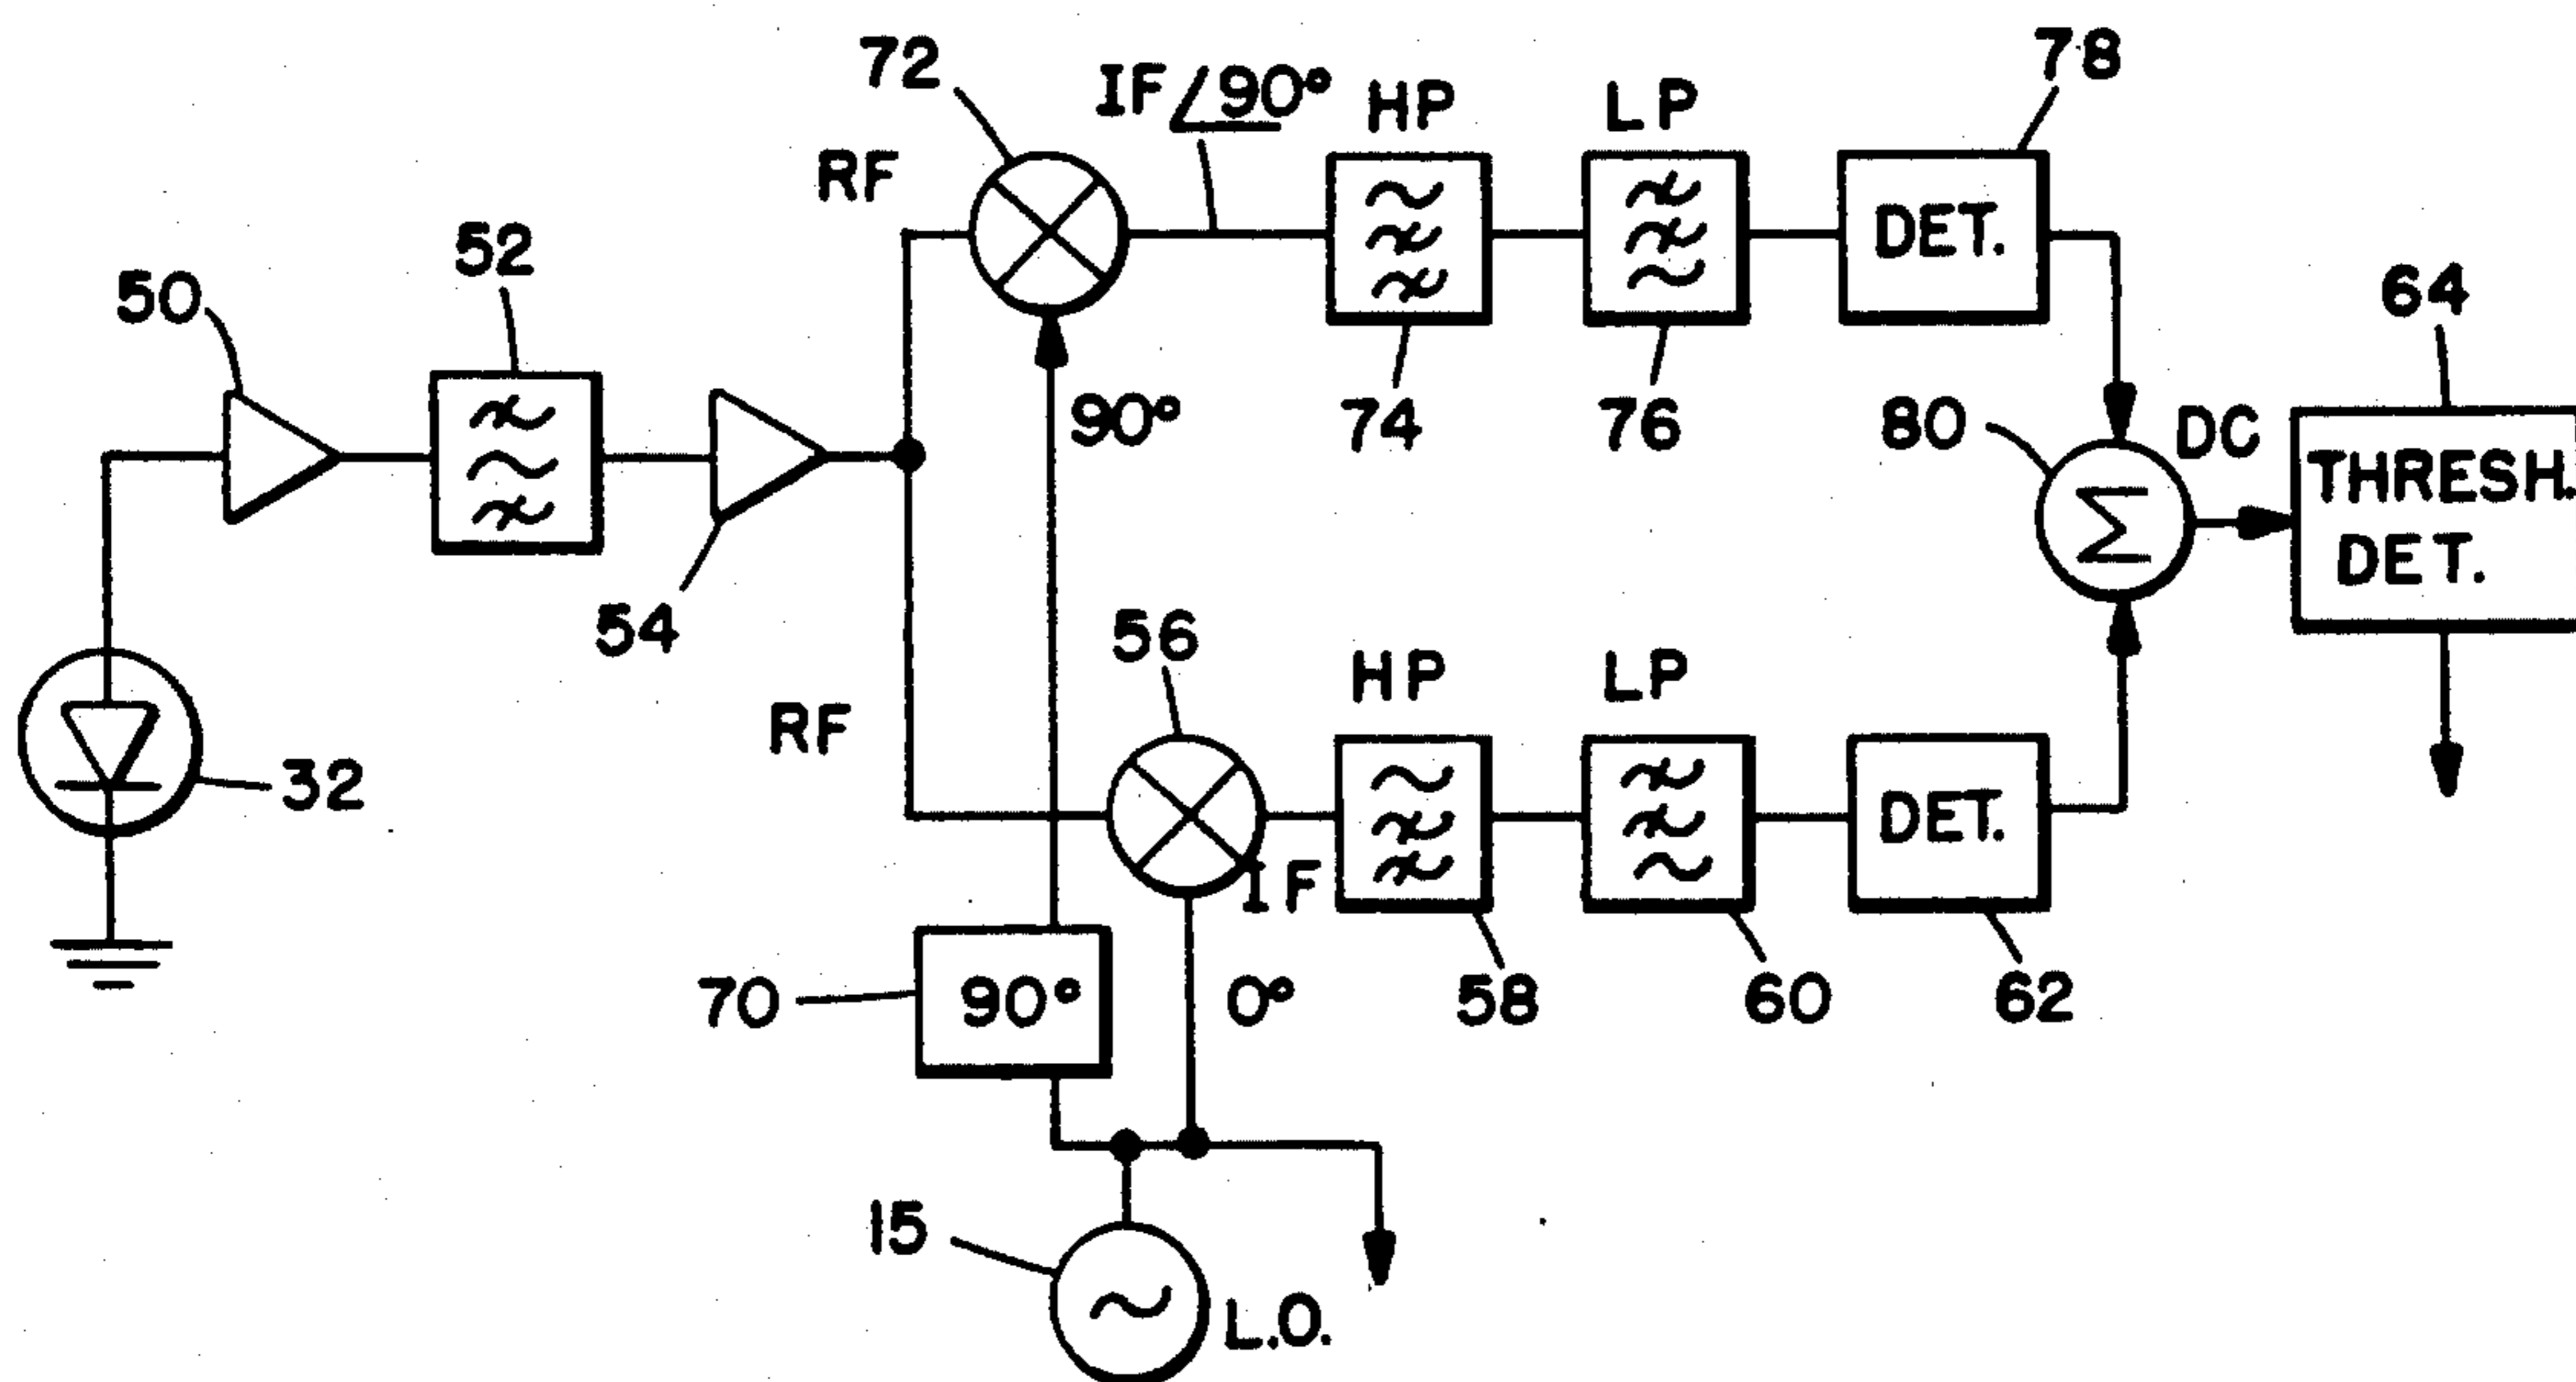 72
IF∠90°
HP
LP
78
RF
DET.
52
50
64
90°
74
76
80
DC
THRESH.
DET.
54
56
HP
LP
RF
32
DET.
IF
70
90°
0°
58
60
62
15
L.O.